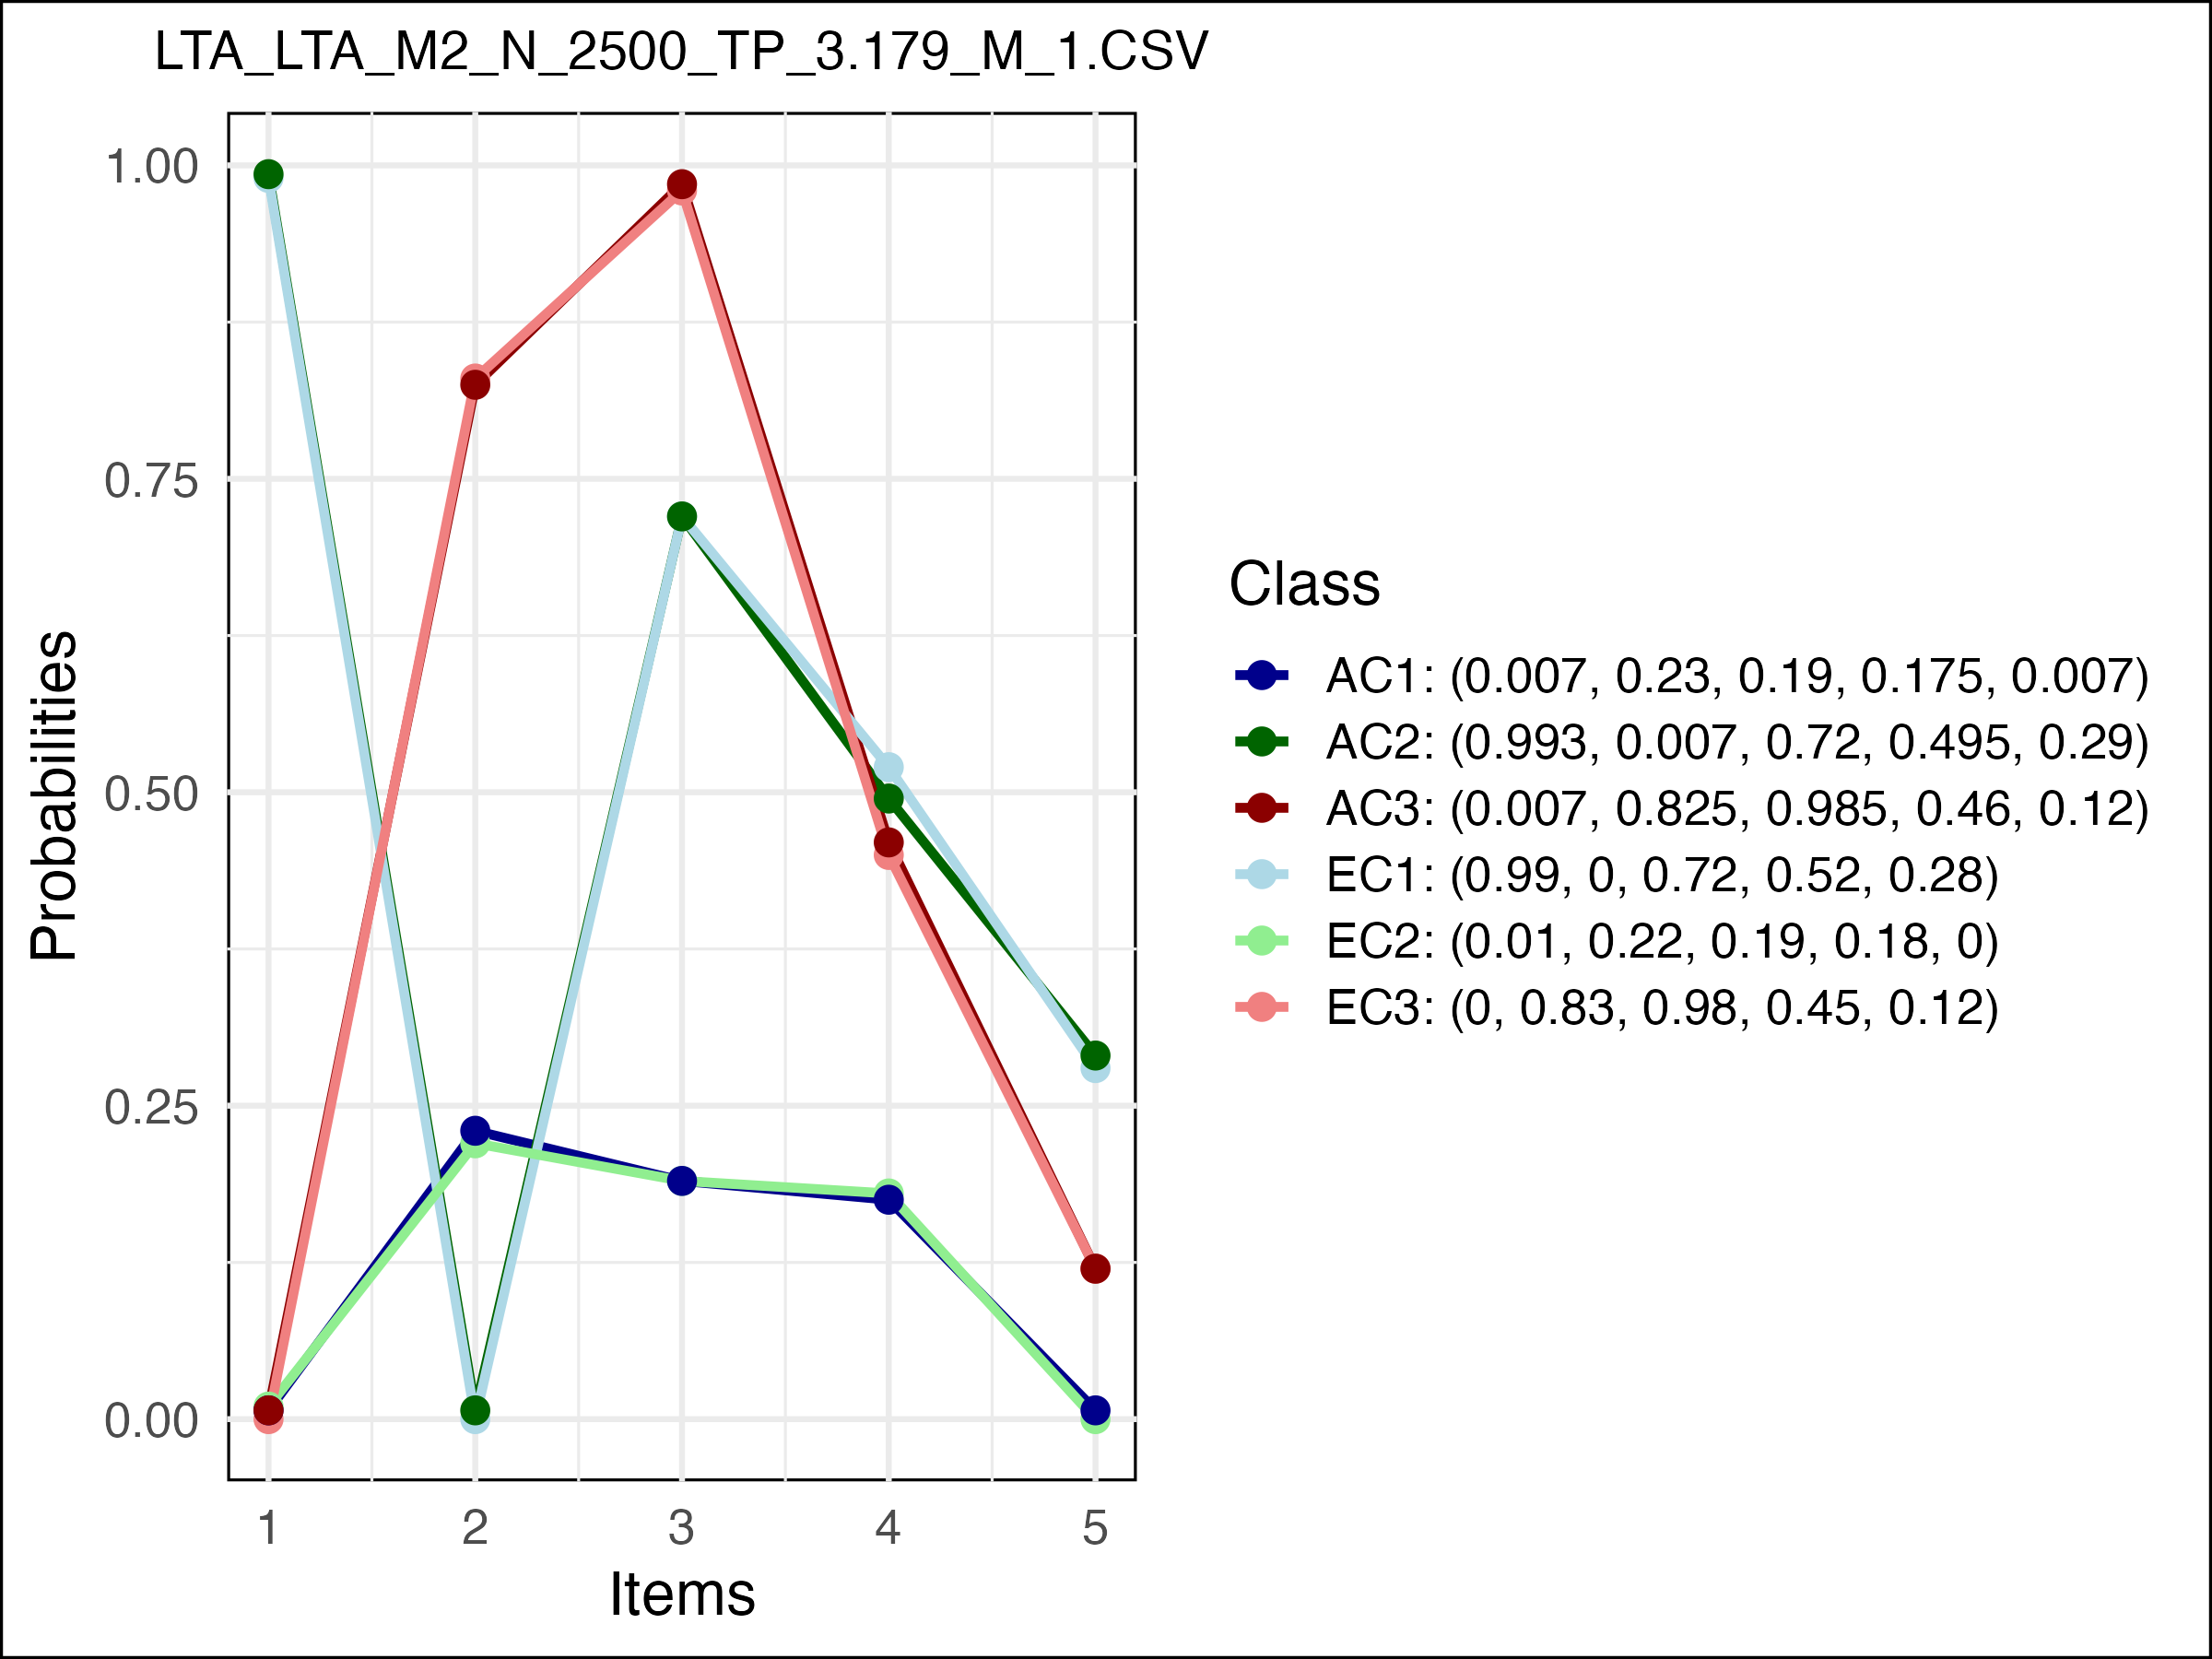 LTA_LTA_M2_N_2500_TP_3.179_M_1.CSV
1.00
0.75
0.50
0.25
0.00
Probabilities
1 2 3 4 5
Items
Class
AC1: (0.007, 0.23, 0.19, 0.175, 0.007)
AC2: (0.993, 0.007, 0.72, 0.495, 0.29)
AC3: (0.007, 0.825, 0.985, 0.46, 0.12)
EC1: (0.99, 0, 0.72, 0.52, 0.28)
EC2: (0.01, 0.22, 0.19, 0.18, 0)
EC3: (0, 0.83, 0.98, 0.45, 0.12)